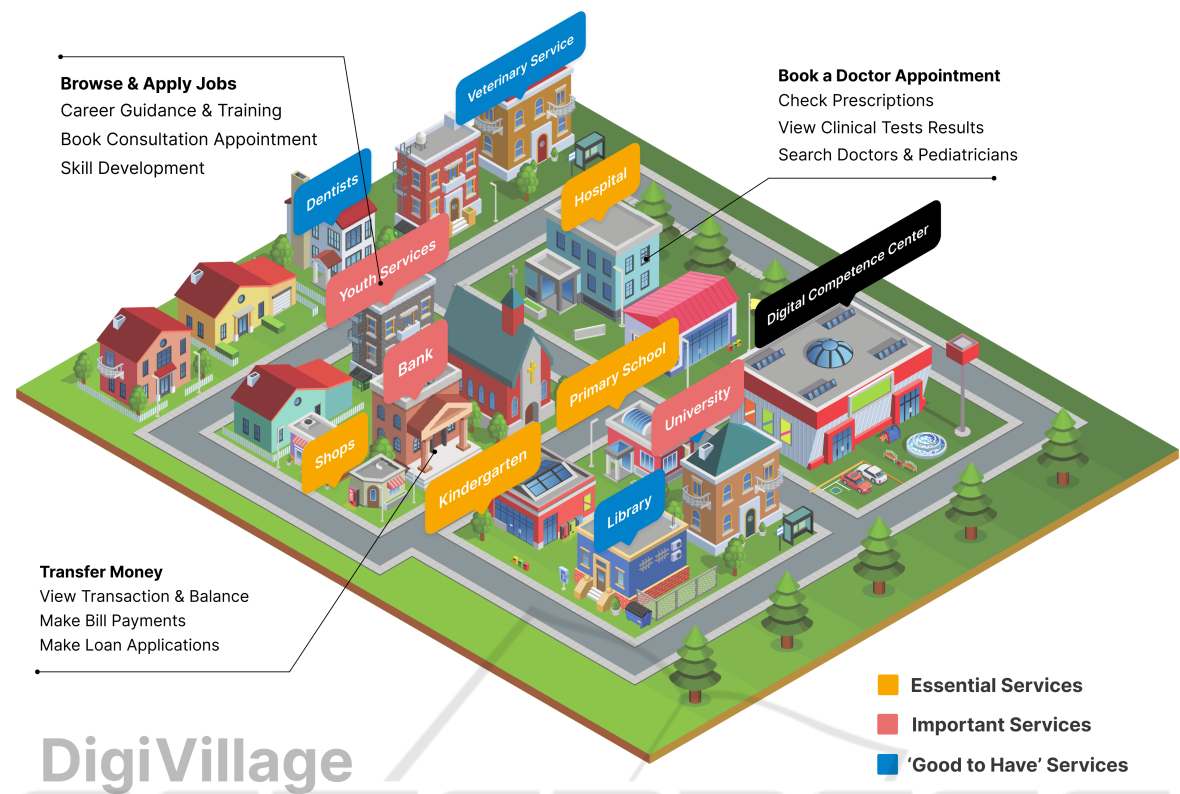 Veterinary Service
Browse & Apply Jobs
Career Guidance & Training
Book Consultation Appointment
Skill Development
Book a Doctor Appointment
Check Prescriptions
View Clinical Tests Results
Search Doctors & Pediatricians
Dentists
Hospital
Youth Services
Digital Competence Center
Bank
Primary School
University
Shops
Kindergarten
Library
Transfer Money
View Transaction & Balance
Make Bill Payments
Make Loan Applications
Essential Services
Important Services
‘Good to Have’ Services
DigiVillage